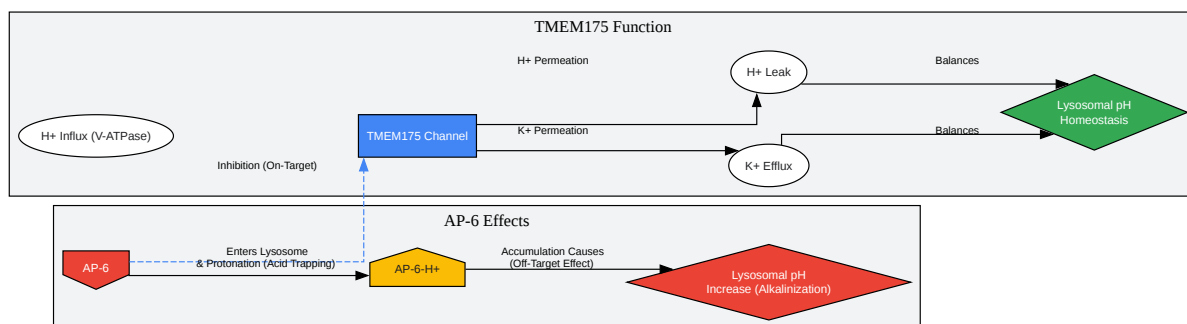 TMEM175 Function
H+ Permeation
H+ Leak
Balances
Lysosomal pH
Homeostasis
H+ Influx (V-ATPase)
TMEM175 Channel
K+ Permeation
Balances
Inhibition (On-Target)
K+ Efflux
AP-6 Effects
AP-6
Enters Lysosome
& Protonation (Acid Trapping)
AP-6-H+
Accumulation Causes
(Off-Target Effect)
Lysosomal pH
Increase (Alkalinization)